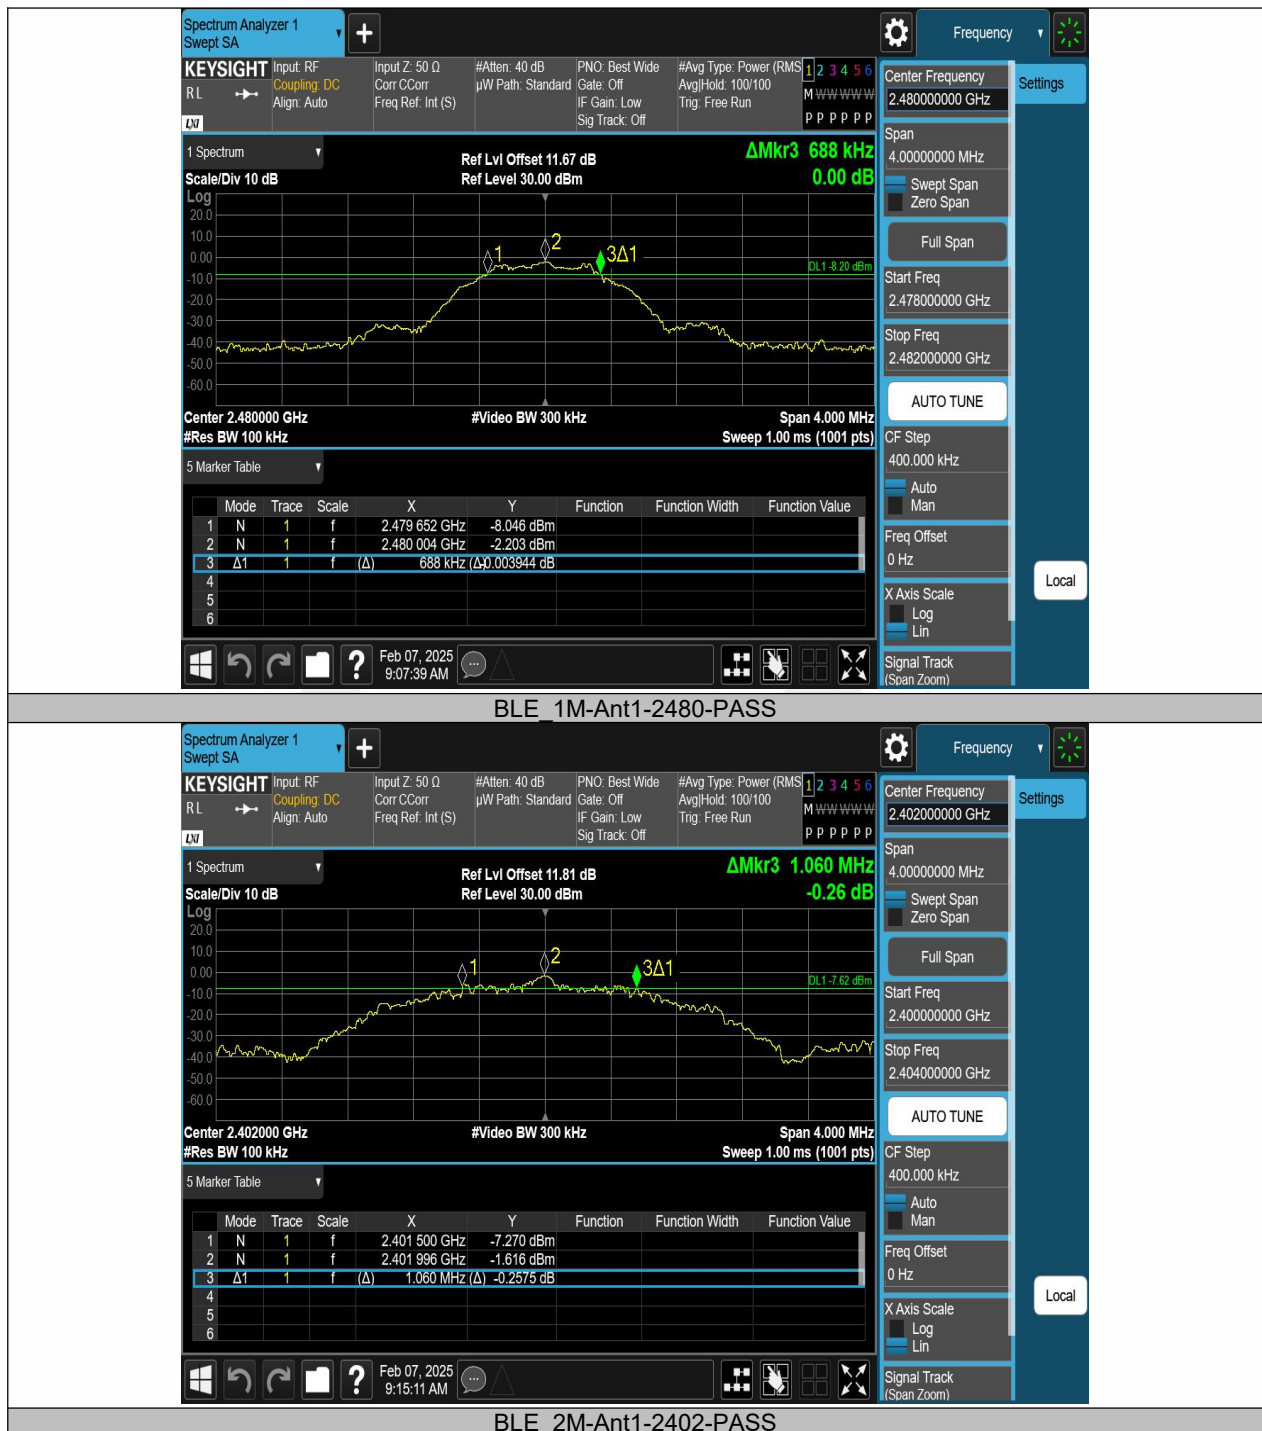 Spectrum Analyzer 1
Swept SA
Frequency
KEYSIGHT
RL
LXI
Input: RF
Coupling: DC
Align: Auto
Input Z: 50 Ω
Corr CCorr
Freq Ref: Int (S)
#Atten: 40 dB
µW Path: Standard
PNO: Best Wide
Gate: Off
IF Gain: Low
Sig Track: Off
#Avg Type: Power (RMS
Avg|Hold: 100/100
Trig: Free Run
1 2 3 4 5 6
M W W W W W
P P P P P P
Center Frequency
2.480000000 GHz
Settings
Span
4.00000000 MHz
Swept Span
Zero Span
Full Span
Start Freq
2.478000000 GHz
Stop Freq
2.482000000 GHz
AUTO TUNE
CF Step
400.000 kHz
Auto
Man
Freq Offset
0 Hz
X Axis Scale
Log
Lin
Signal Track
(Span Zoom)
Local
1 Spectrum
Scale/Div 10 dB
Ref Lvl Offset 11.67 dB
Ref Level 30.00 dBm
ΔMkr3 688 kHz
0.00 dB
Log
20.0
10.0
0.00
-10.0
-20.0
-30.0
-40.0
-50.0
-60.0
1
2
3Δ1
DL1 -8.20 dBm
Center 2.480000 GHz
#Video BW 300 kHz
Span 4.000 MHz
#Res BW 100 kHz
Sweep 1.00 ms (1001 pts)
5 Marker Table
Mode Trace Scale X Y Function Function Width Function Value
1 N 1 f 2.479 652 GHz -8.046 dBm
2 N 1 f 2.480 004 GHz -2.203 dBm
3 Δ1 1 f (Δ) 688 kHz (Δ) -0.003944 dB
4
5
6
?
Feb 07, 2025
9:07:39 AM
BLE_1M-Ant1-2480-PASS
Spectrum Analyzer 1
Swept SA
Frequency
KEYSIGHT
RL
LXI
Input: RF
Coupling: DC
Align: Auto
Input Z: 50 Ω
Corr CCorr
Freq Ref: Int (S)
#Atten: 40 dB
µW Path: Standard
PNO: Best Wide
Gate: Off
IF Gain: Low
Sig Track: Off
#Avg Type: Power (RMS
Avg|Hold: 100/100
Trig: Free Run
1 2 3 4 5 6
M W W W W W
P P P P P P
Center Frequency
2.402000000 GHz
Settings
Span
4.00000000 MHz
Swept Span
Zero Span
Full Span
Start Freq
2.400000000 GHz
Stop Freq
2.404000000 GHz
AUTO TUNE
CF Step
400.000 kHz
Auto
Man
Freq Offset
0 Hz
X Axis Scale
Log
Lin
Signal Track
(Span Zoom)
Local
1 Spectrum
Scale/Div 10 dB
Ref Lvl Offset 11.81 dB
Ref Level 30.00 dBm
ΔMkr3 1.060 MHz
-0.26 dB
Log
20.0
10.0
0.00
-10.0
-20.0
-30.0
-40.0
-50.0
-60.0
1
2
3Δ1
DL1 -7.62 dBm
Center 2.402000 GHz
#Video BW 300 kHz
Span 4.000 MHz
#Res BW 100 kHz
Sweep 1.00 ms (1001 pts)
5 Marker Table
Mode Trace Scale X Y Function Function Width Function Value
1 N 1 f 2.401 500 GHz -7.270 dBm
2 N 1 f 2.401 996 GHz -1.616 dBm
3 Δ1 1 f (Δ) 1.060 MHz (Δ) -0.2575 dB
4
5
6
?
Feb 07, 2025
9:15:11 AM
BLE_2M-Ant1-2402-PASS